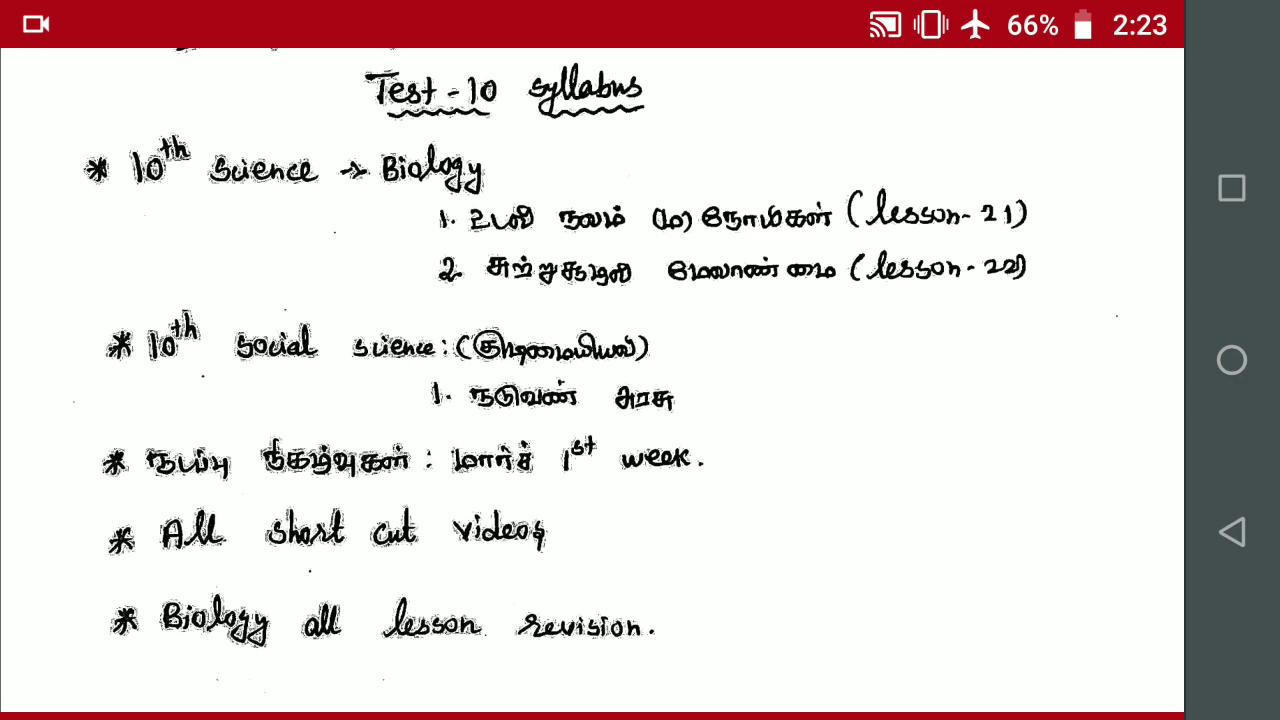 66% 2:23
Test - 10 syllabus
* 10th Science → Biology
1. உடல் நலம் (ம) நோய்கள் (lesson - 21)
2. சுற்றுசூழல் மேலாண்மை (lesson - 22)
* 10th Social science : (குடிமையியல்)
1. நடுவண் அரசு
* நடப்பு நிகழ்வுகள் : மார்ச் 1st week.
* All short cut videos
* Biology all lesson revision.